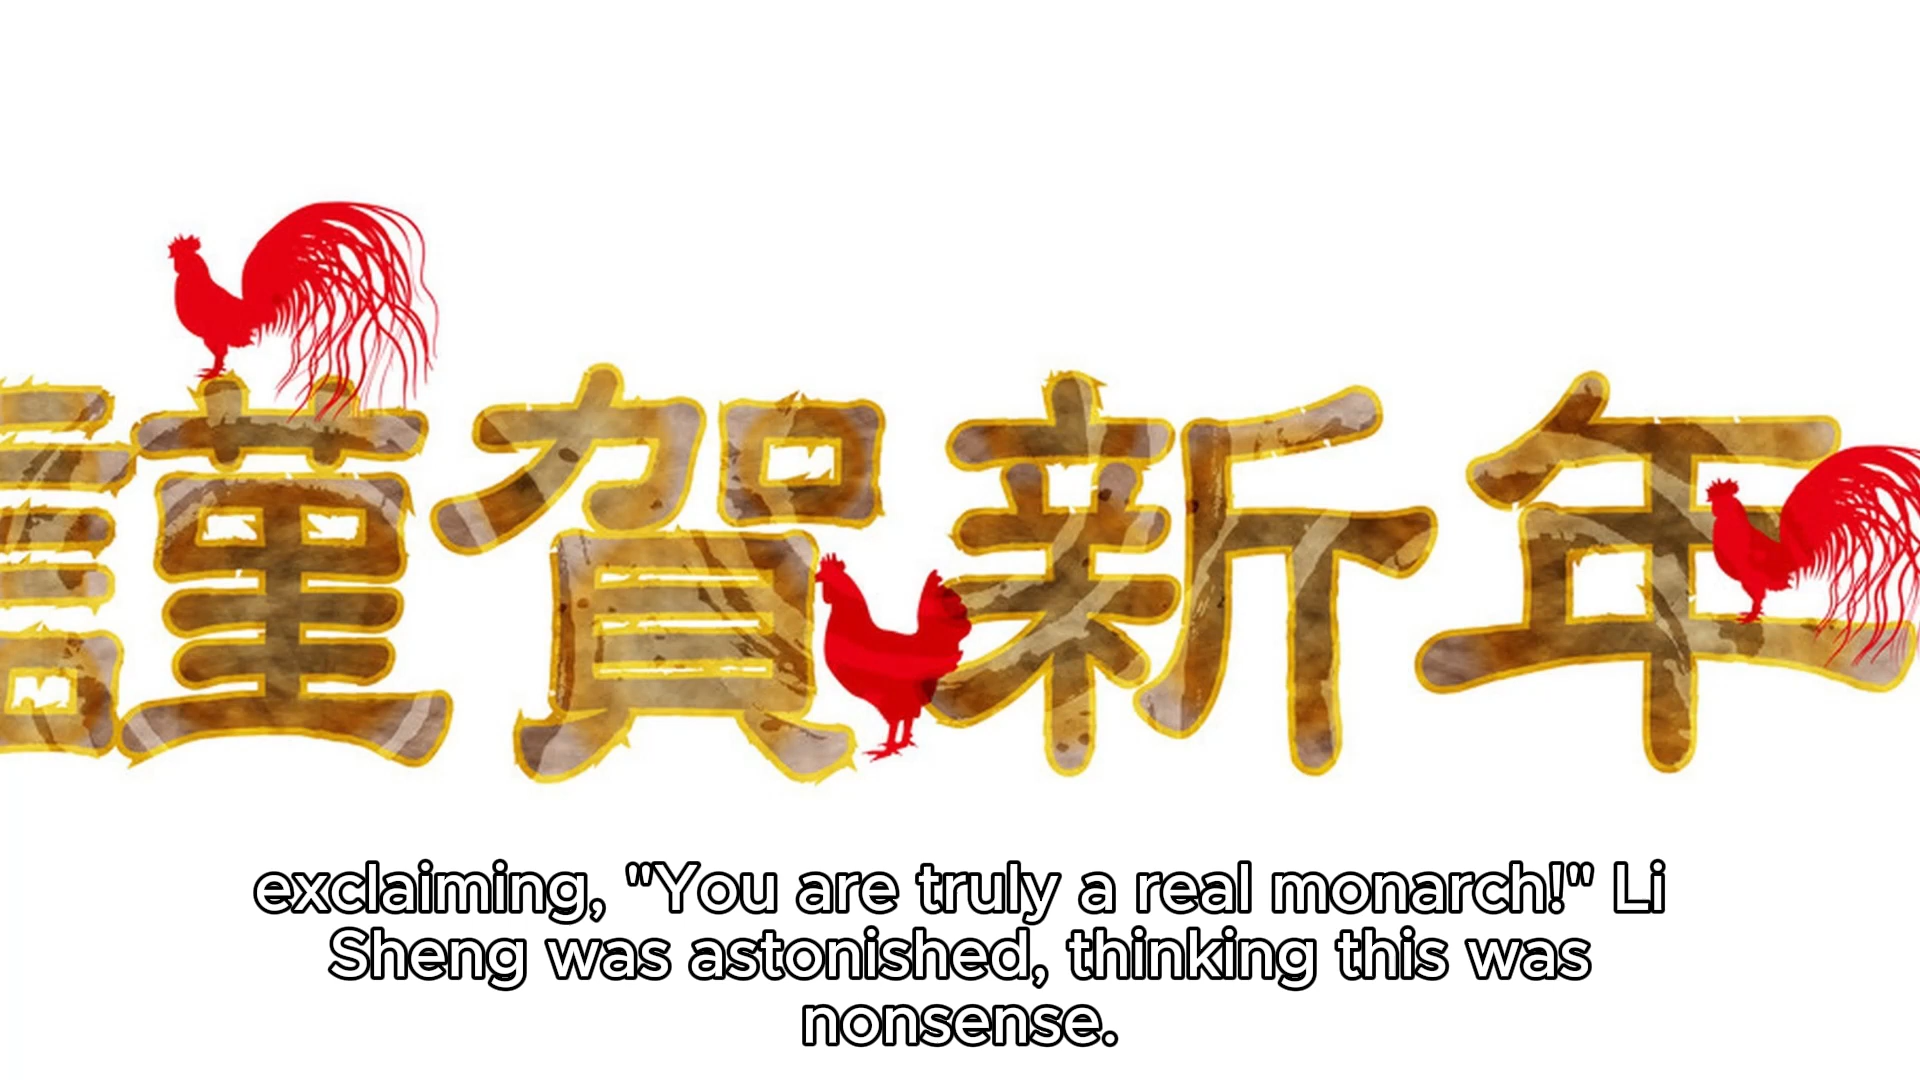 謹賀新年
exclaiming, "You are truly a real monarch!" Li
Sheng was astonished, thinking this was
nonsense.